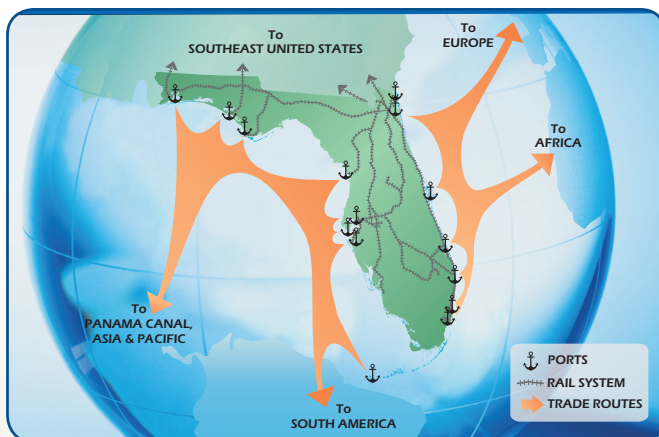 To
SOUTHEAST UNITED STATES
To
EUROPE
To
AFRICA
To
PANAMA CANAL,
ASIA & PACIFIC
To
SOUTH AMERICA
PORTS
RAIL SYSTEM
TRADE ROUTES